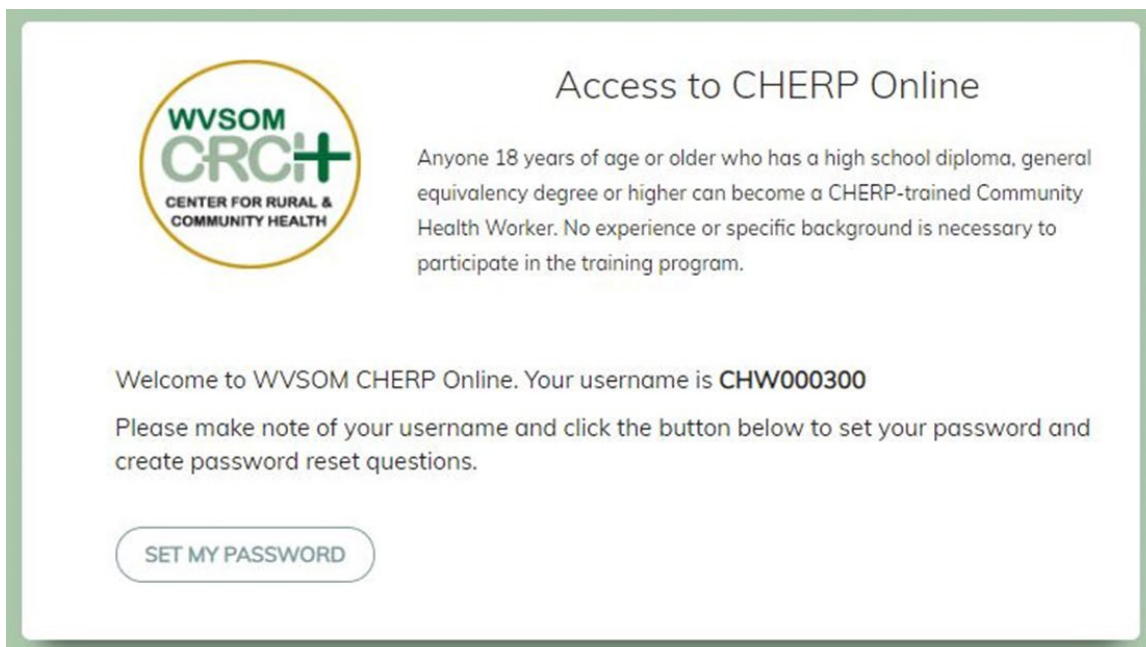 WVSOM
CRCH
CENTER FOR RURAL &
COMMUNITY HEALTH
Access to CHERP Online
Anyone 18 years of age or older who has a high school diploma, general
equivalency degree or higher can become a CHERP-trained Community
Health Worker. No experience or specific background is necessary to
participate in the training program.
Welcome to WVSOM CHERP Online. Your username is CHW000300
Please make note of your username and click the button below to set your password and
create password reset questions.
SET MY PASSWORD